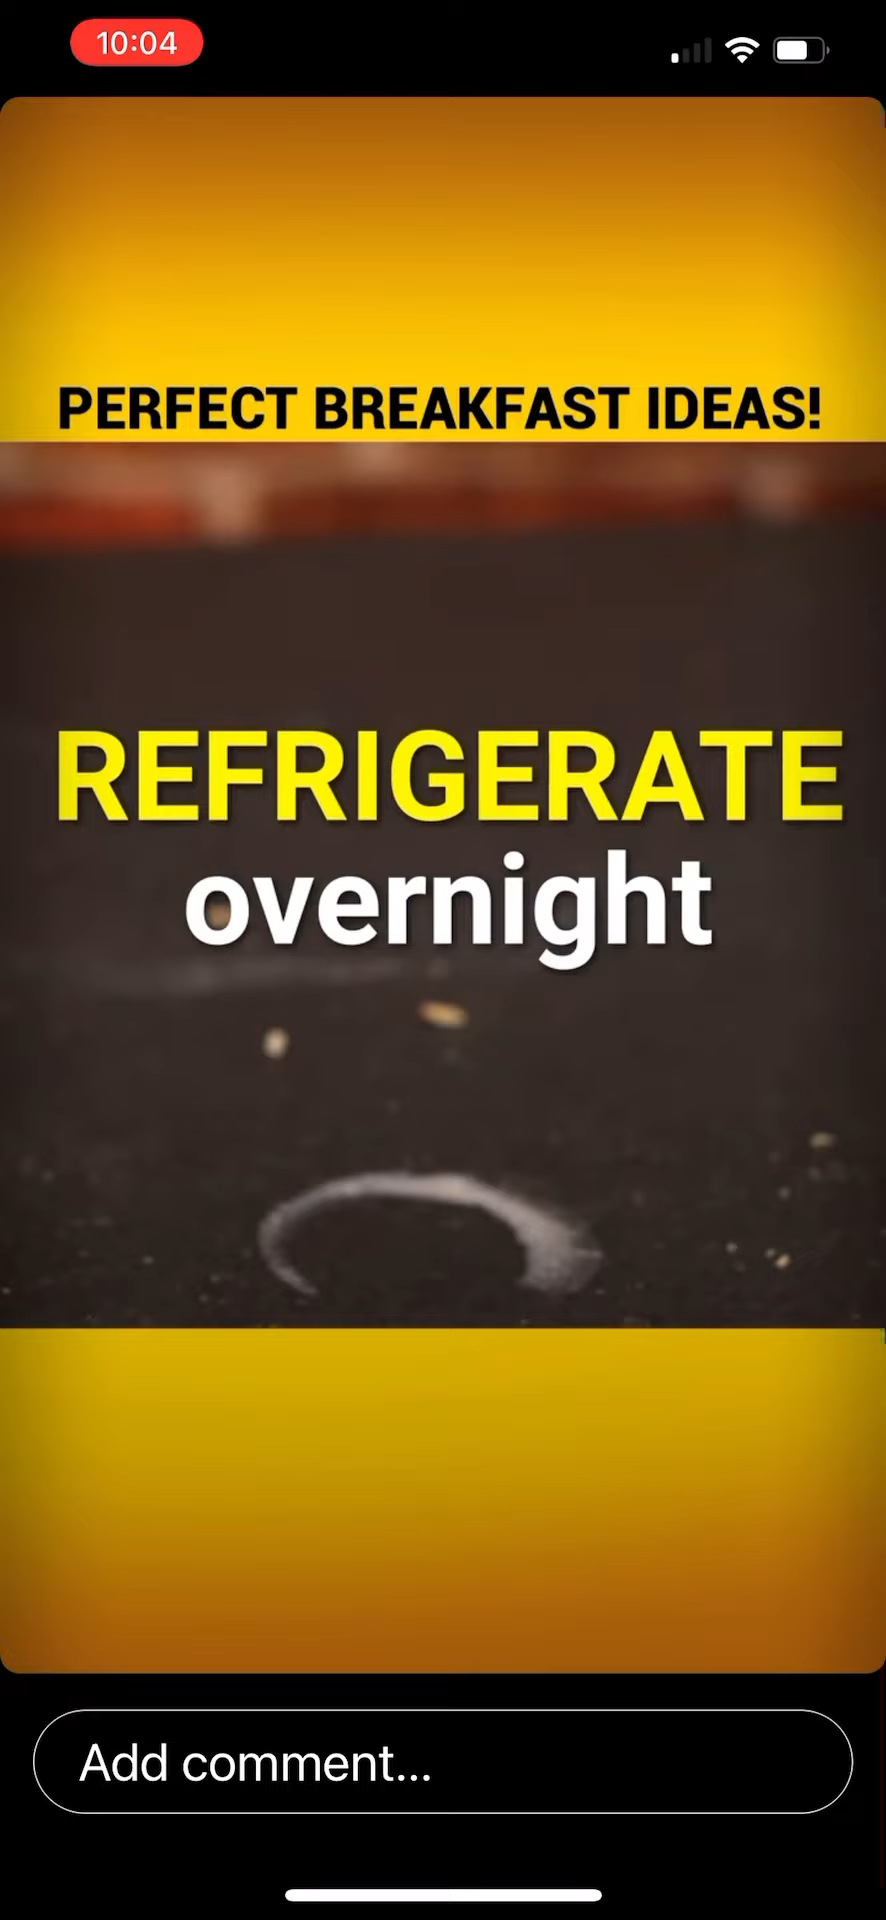 10:04
PERFECT BREAKFAST IDEAS!
REFRIGERATE
overnight
Add comment...